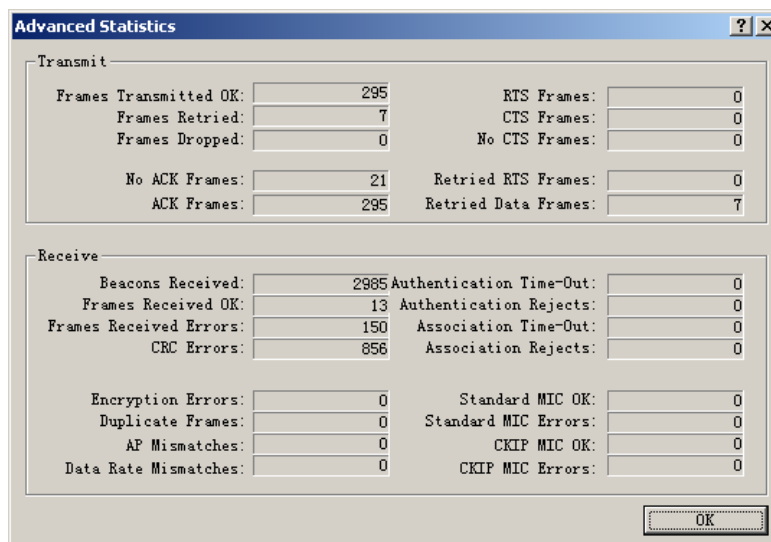 Advanced Statistics
Transmit
Frames Transmitted OK: 295 RTS Frames: 0
Frames Retried: 7 CTS Frames: 0
Frames Dropped: 0 No CTS Frames: 0
No ACK Frames: 21 Retried RTS Frames: 0
ACK Frames: 295 Retried Data Frames: 7
Receive
Beacons Received: 2985 Authentication Time-Out: 0
Frames Received OK: 13 Authentication Rejects: 0
Frames Received Errors: 150 Association Time-Out: 0
CRC Errors: 856 Association Rejects: 0
Encryption Errors: 0 Standard MIC OK: 0
Duplicate Frames: 0 Standard MIC Errors: 0
AP Mismatches: 0 CKIP MIC OK: 0
Data Rate Mismatches: 0 CKIP MIC Errors: 0
OK